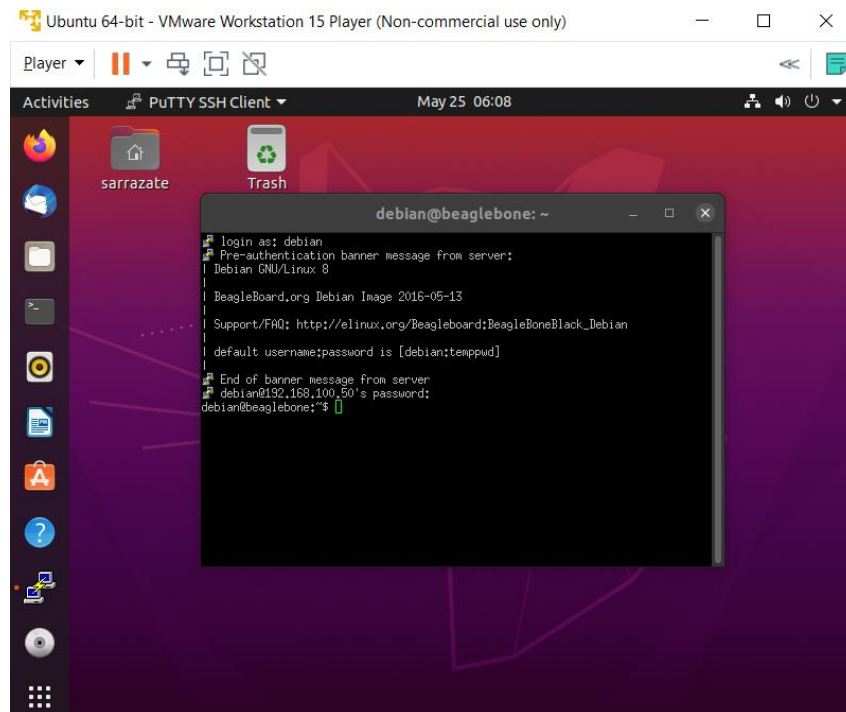 Ubuntu 64-bit - VMware Workstation 15 Player (Non-commercial use only)
Player
Activities PuTTY SSH Client May 25 06:08
sarrazate Trash
debian@beaglebone: ~
login as: debian
Pre-authentication banner message from server:
| Debian GNU/Linux 8
|
| BeagleBoard.org Debian Image 2016-05-13
|
| Support/FAQ: http://elinux.org/Beagleboard:BeagleBoneBlack_Debian
|
| default username:password is [debian:temppwd]
|
End of banner message from server
debian@192.168.100.50's password:
debian@beaglebone:~$